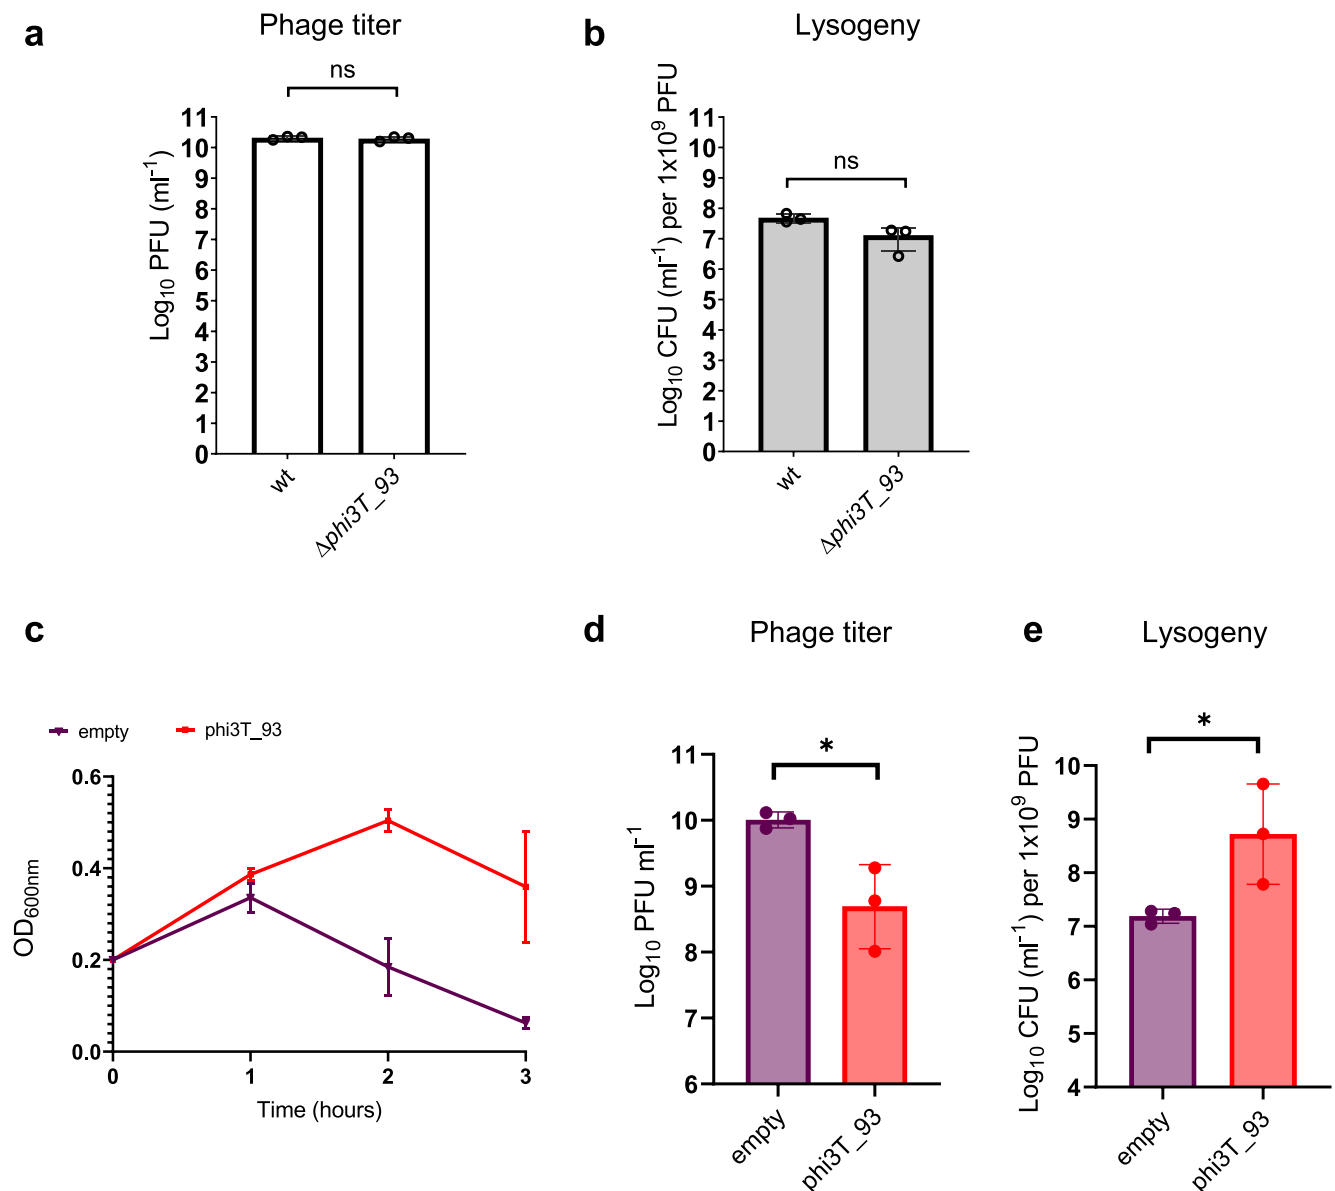 a
Phage titer
ns
Log10 PFU (ml-1)
11
10
9
8
7
6
5
4
3
2
1
0
wt
Δphi3T_93
b
Lysogeny
ns
Log10 CFU (ml-1) per 1x10^9 PFU
11
10
9
8
7
6
5
4
3
2
1
0
wt
Δphi3T_93
c
empty
phi3T_93
OD600nm
0.6
0.4
0.2
0.0
0
1
2
3
Time (hours)
d
Phage titer
*
Log10 PFU ml-1
11
10
9
8
7
6
empty
phi3T_93
e
Lysogeny
*
Log10 CFU (ml-1) per 1x10^9 PFU
10
9
8
7
6
5
4
empty
phi3T_93